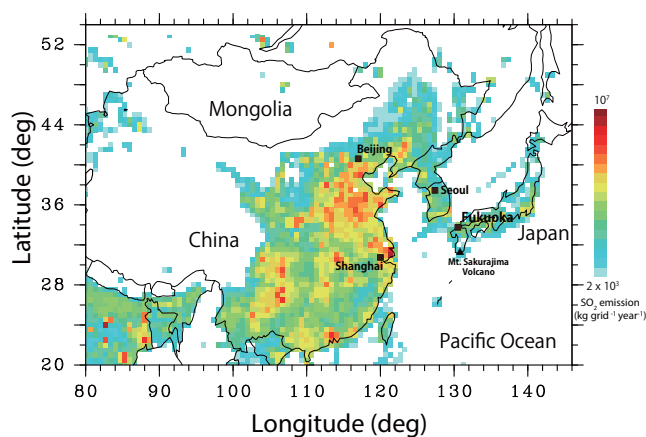 52
44
36
28
20
Latitude (deg)
80
90
100
110
120
130
140
Longitude (deg)
Mongolia
Beijing
Seoul
Fukuoka
China
Japan
Shanghai
Mt. Sakurajima
Volcano
Pacific Ocean
10⁷
2 x 10³
SO₂ emission
(kg grid ⁻¹ year⁻¹)